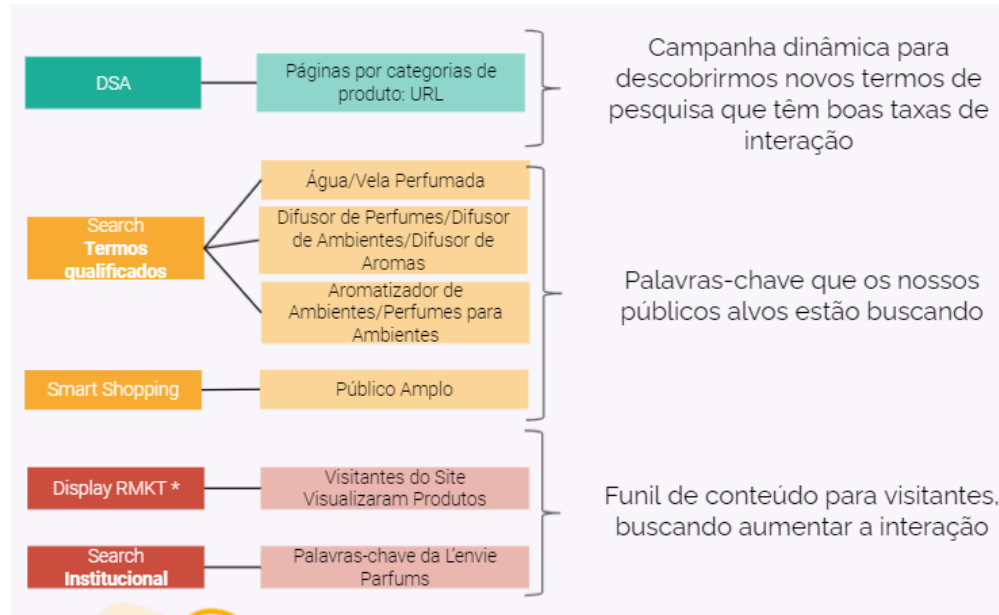 DSA
Páginas por categorias de
produto: URL
Campanha dinâmica para
descobrirmos novos termos de
pesquisa que têm boas taxas de
interação
Search
Termos
qualificados
Água/Vela Perfumada
Difusor de Perfumes/Difusor
de Ambientes/Difusor de
Aromas
Aromatizador de
Ambientes/Perfumes para
Ambientes
Smart Shopping
Público Amplo
Palavras-chave que os nossos
públicos alvos estão buscando
Display RMKT *
Visitantes do Site
Visualizaram Produtos
Search
Institucional
Palavras-chave da L'envie
Parfums
Funil de conteúdo para visitantes,
buscando aumentar a interação